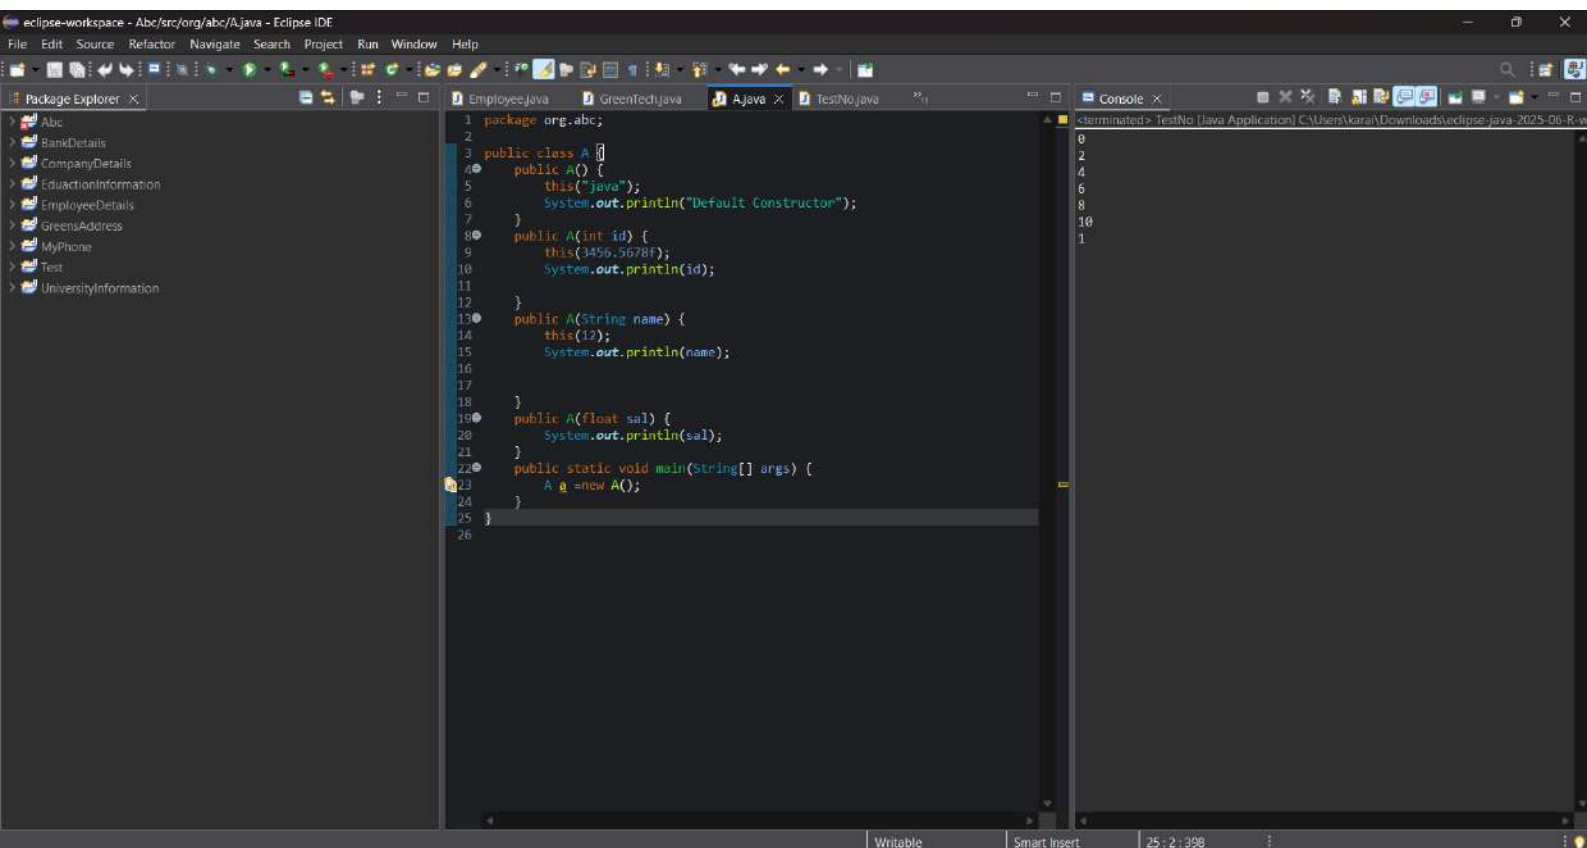 eclipse-workspace - Abc/src/org/abc/A.java - Eclipse IDE
File Edit Source Refactor Navigate Search Project Run Window Help
Package Explorer
Abc
BankDetails
CompanyDetails
EduactionInformation
EmployeeDetails
GreensAddress
MyPhone
Test
UniversityInformation
Employee.java GreenTech.java A.java TestNo.java
1 package org.abc;
2
3 public class A {
4 public A() {
5 this("java");
6 System.out.println("Default Constructor");
7 }
8 public A(int id) {
9 this(3456.5678f);
10 System.out.println(id);
11
12 }
13 public A(String name) {
14 this(12);
15 System.out.println(name);
16
17
18 }
19 public A(float sal) {
20 System.out.println(sal);
21 }
22 public static void main(String[] args) {
23 A a =new A();
24 }
25 }
26
Console
<terminated> TestNo [Java Application] C:\Users\karai\Downloads\eclipse-java-2025-06-R-w
0
2
4
6
8
10
1
Writable Smart Insert 25 : 2 : 398